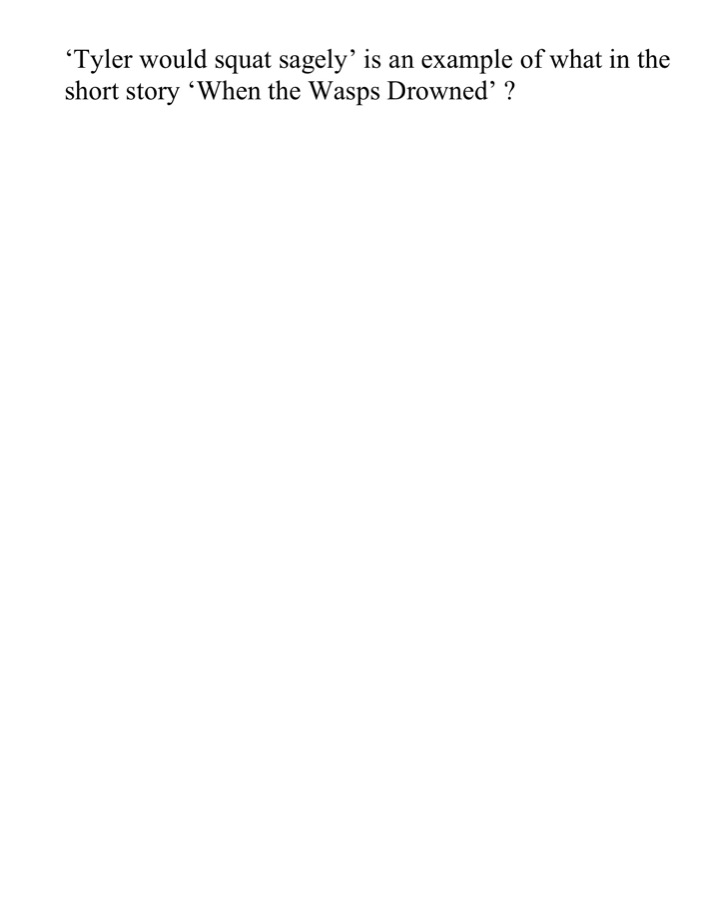 ‘Tyler would squat sagely’ is an example of what in the
short story ‘When the Wasps Drowned’ ?